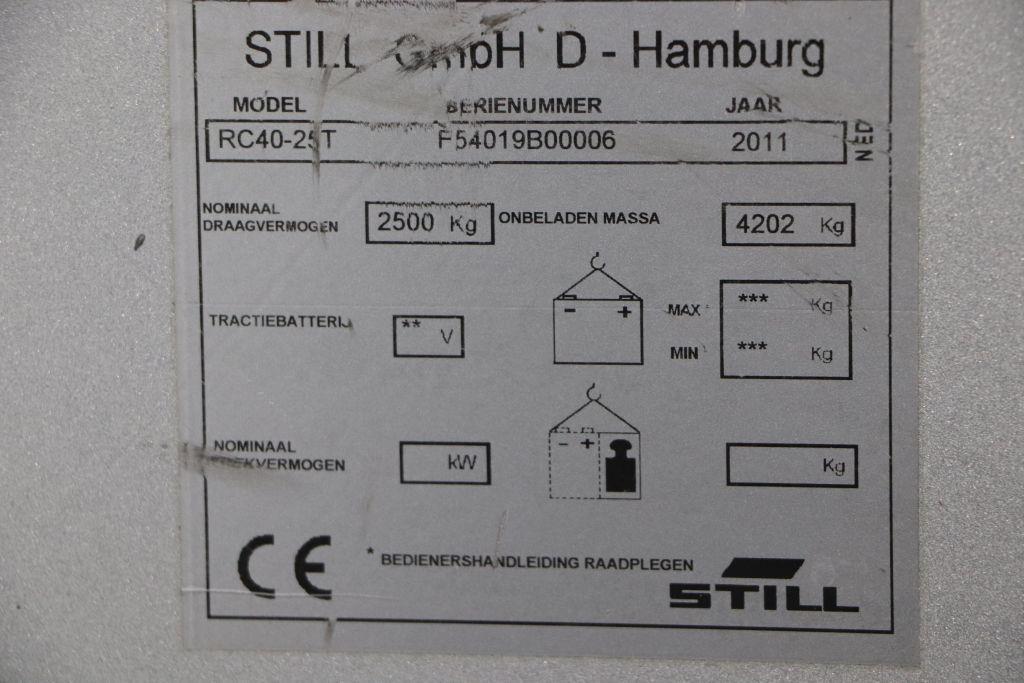 STILL GmbH D - Hamburg
MODEL SERIENUMMER JAAR
RC40-25T F54019B00006 2011 NED
NOMINAAL
DRAAGVERMOGEN 2500 Kg ONBELADEN MASSA 4202 Kg
TRACTIEBATTERIJ ** V - + MAX *** Kg
MIN *** Kg
NOMINAAL
TREKVERMOGEN kW - + Kg
CE * BEDIENERSHANDLEIDING RAADPLEGEN
STILL